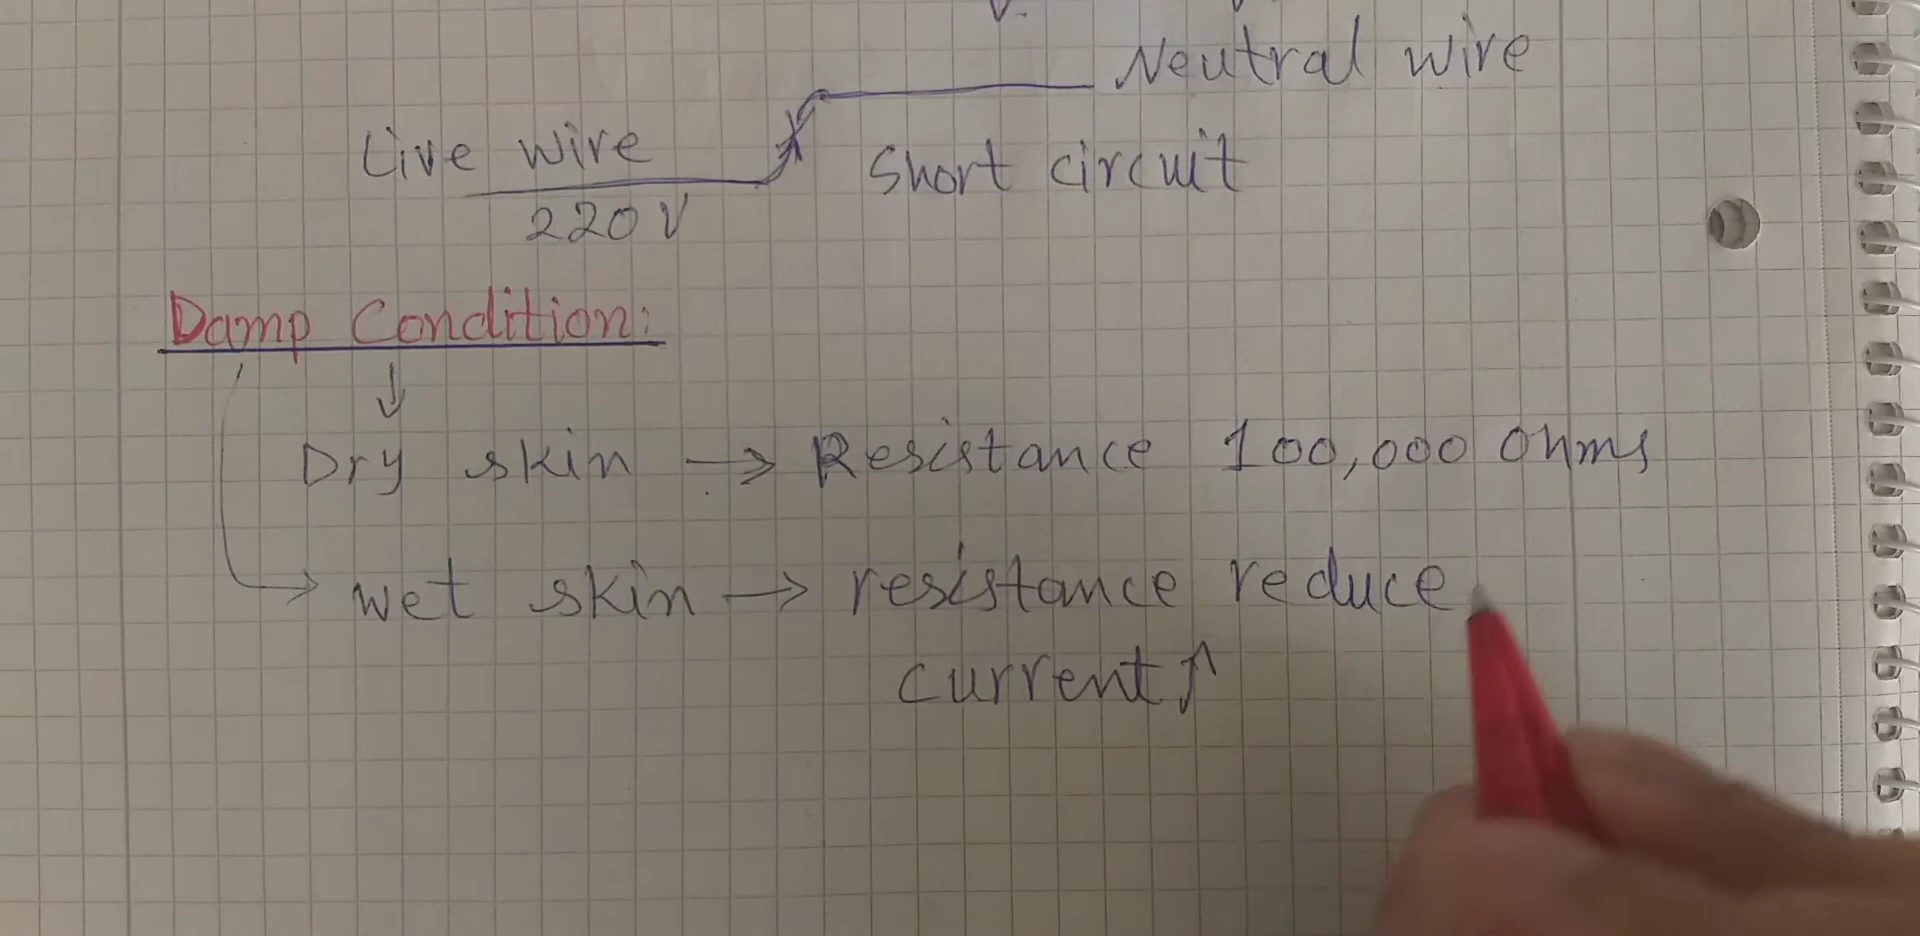 Neutral wire
Live wire
Short circuit
220 V
Damp Condition:
Dry skin → Resistance 100,000 ohms
wet skin → resistance reduce
current ↑